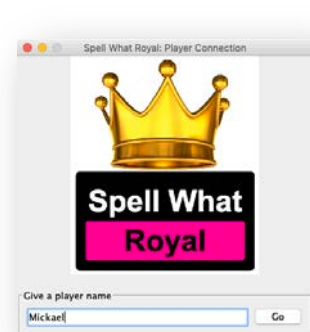 Spell What Royal: Player Connection
Spell What
Royal
Give a player name
Mickael
Go